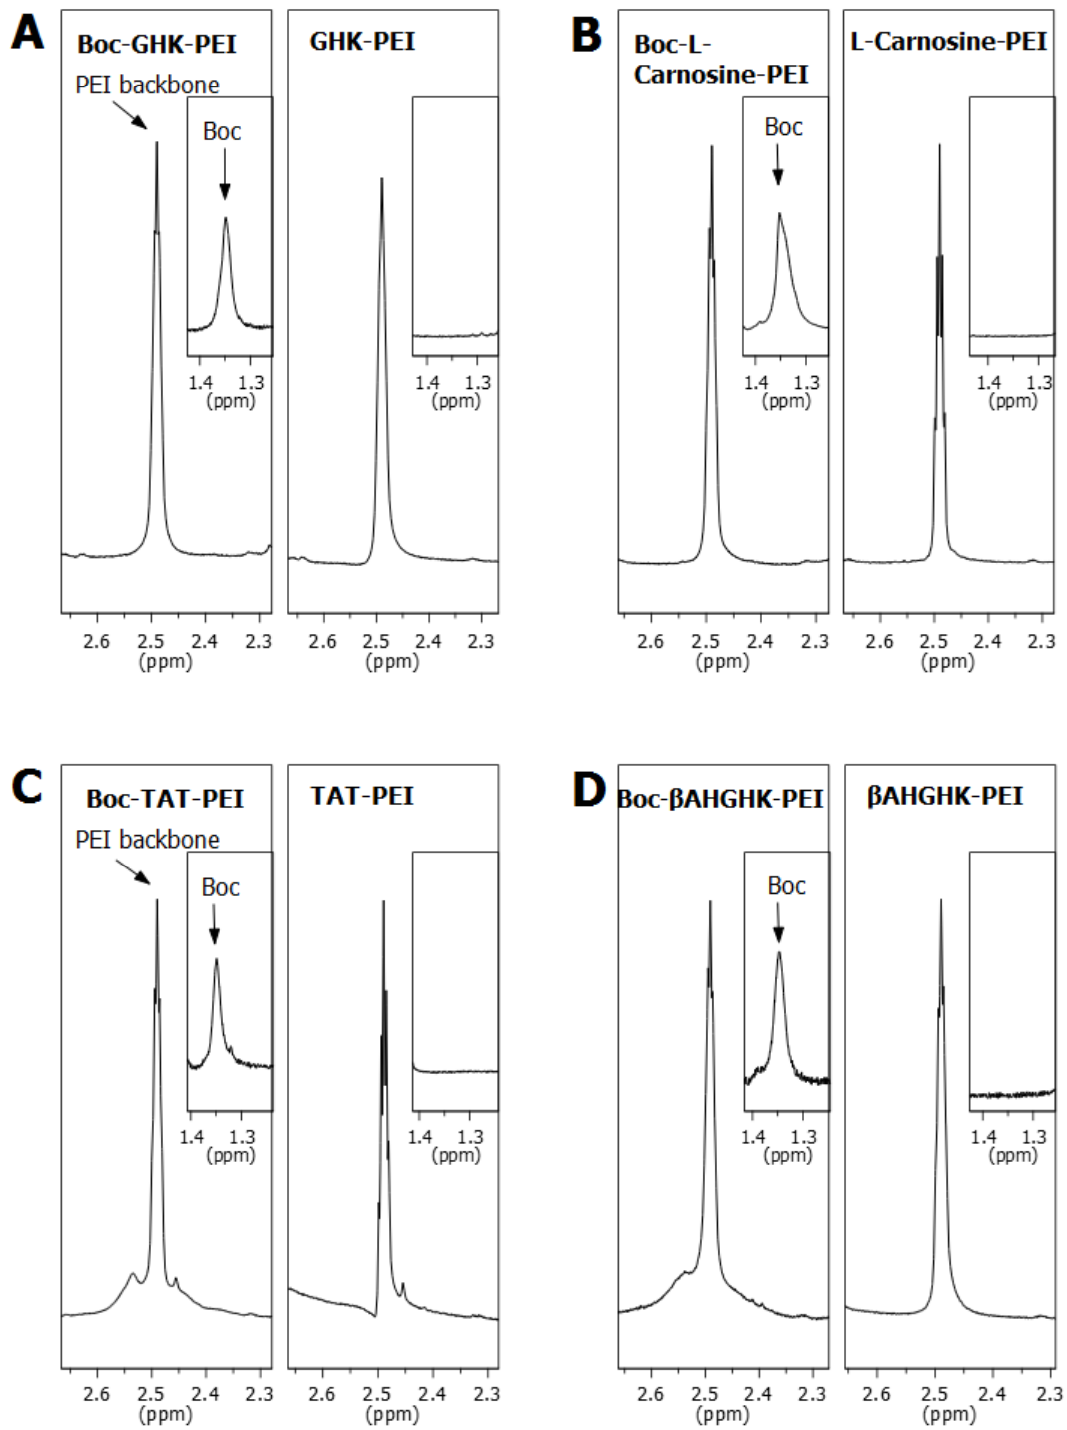 A
Boc-GHK-PEI
PEI backbone
Boc
1.4 1.3
(ppm)
2.6 2.5 2.4 2.3
(ppm)
GHK-PEI
1.4 1.3
(ppm)
2.6 2.5 2.4 2.3
(ppm)
B
Boc-L-
Carnosine-PEI
Boc
1.4 1.3
(ppm)
2.6 2.5 2.4 2.3
(ppm)
L-Carnosine-PEI
1.4 1.3
(ppm)
2.6 2.5 2.4 2.3
(ppm)
C
Boc-TAT-PEI
PEI backbone
Boc
1.4 1.3
(ppm)
2.6 2.5 2.4 2.3
(ppm)
TAT-PEI
1.4 1.3
(ppm)
2.6 2.5 2.4 2.3
(ppm)
D
Boc-βAHGHK-PEI
Boc
1.4 1.3
(ppm)
2.6 2.5 2.4 2.3
(ppm)
βAHGHK-PEI
1.4 1.3
(ppm)
2.6 2.5 2.4 2.3
(ppm)